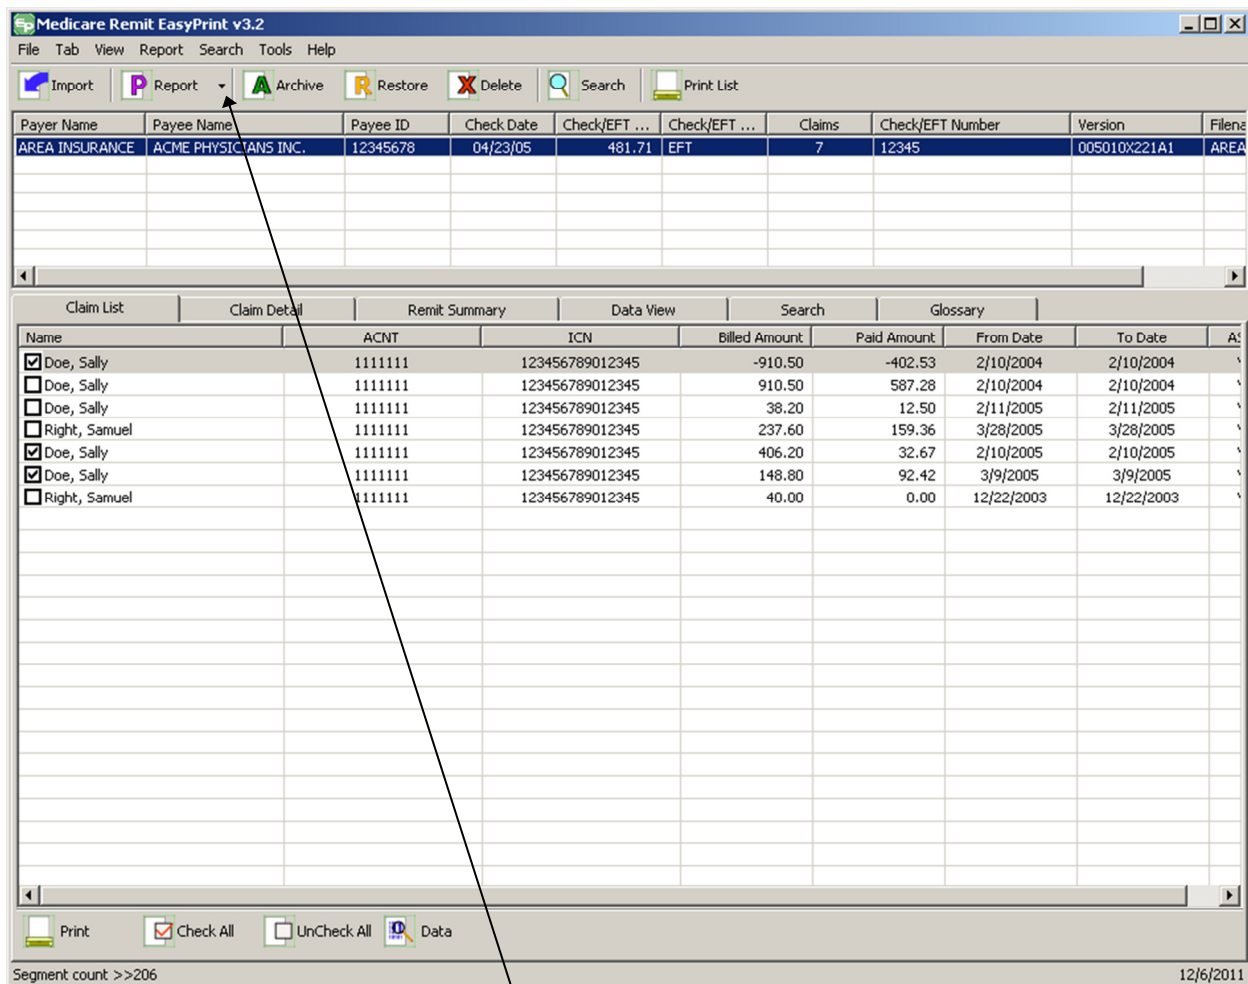 Medicare Remit EasyPrint v3.2
File Tab View Report Search Tools Help
Import Report Archive Restore Delete Search Print List
Payer Name Payee Name Payee ID Check Date Check/EFT ... Check/EFT ... Claims Check/EFT Number Version Filena
AREA INSURANCE ACME PHYSICIANS INC. 12345678 04/23/05 481.71 EFT 7 12345 005010X221A1 AREA
Claim List Claim Detail Remit Summary Data View Search Glossary
Name ACNT ICN Billed Amount Paid Amount From Date To Date AS
Doe, Sally 1111111 123456789012345 -910.50 -402.53 2/10/2004 2/10/2004
Doe, Sally 1111111 123456789012345 910.50 587.28 2/10/2004 2/10/2004
Doe, Sally 1111111 123456789012345 38.20 12.50 2/11/2005 2/11/2005
Right, Samuel 1111111 123456789012345 237.60 159.36 3/28/2005 3/28/2005
Doe, Sally 1111111 123456789012345 406.20 32.67 2/10/2005 2/10/2005
Doe, Sally 1111111 123456789012345 148.80 92.42 3/9/2005 3/9/2005
Right, Samuel 1111111 123456789012345 40.00 0.00 12/22/2003 12/22/2003
Print Check All UnCheck All Data
Segment count >>206 12/6/2011